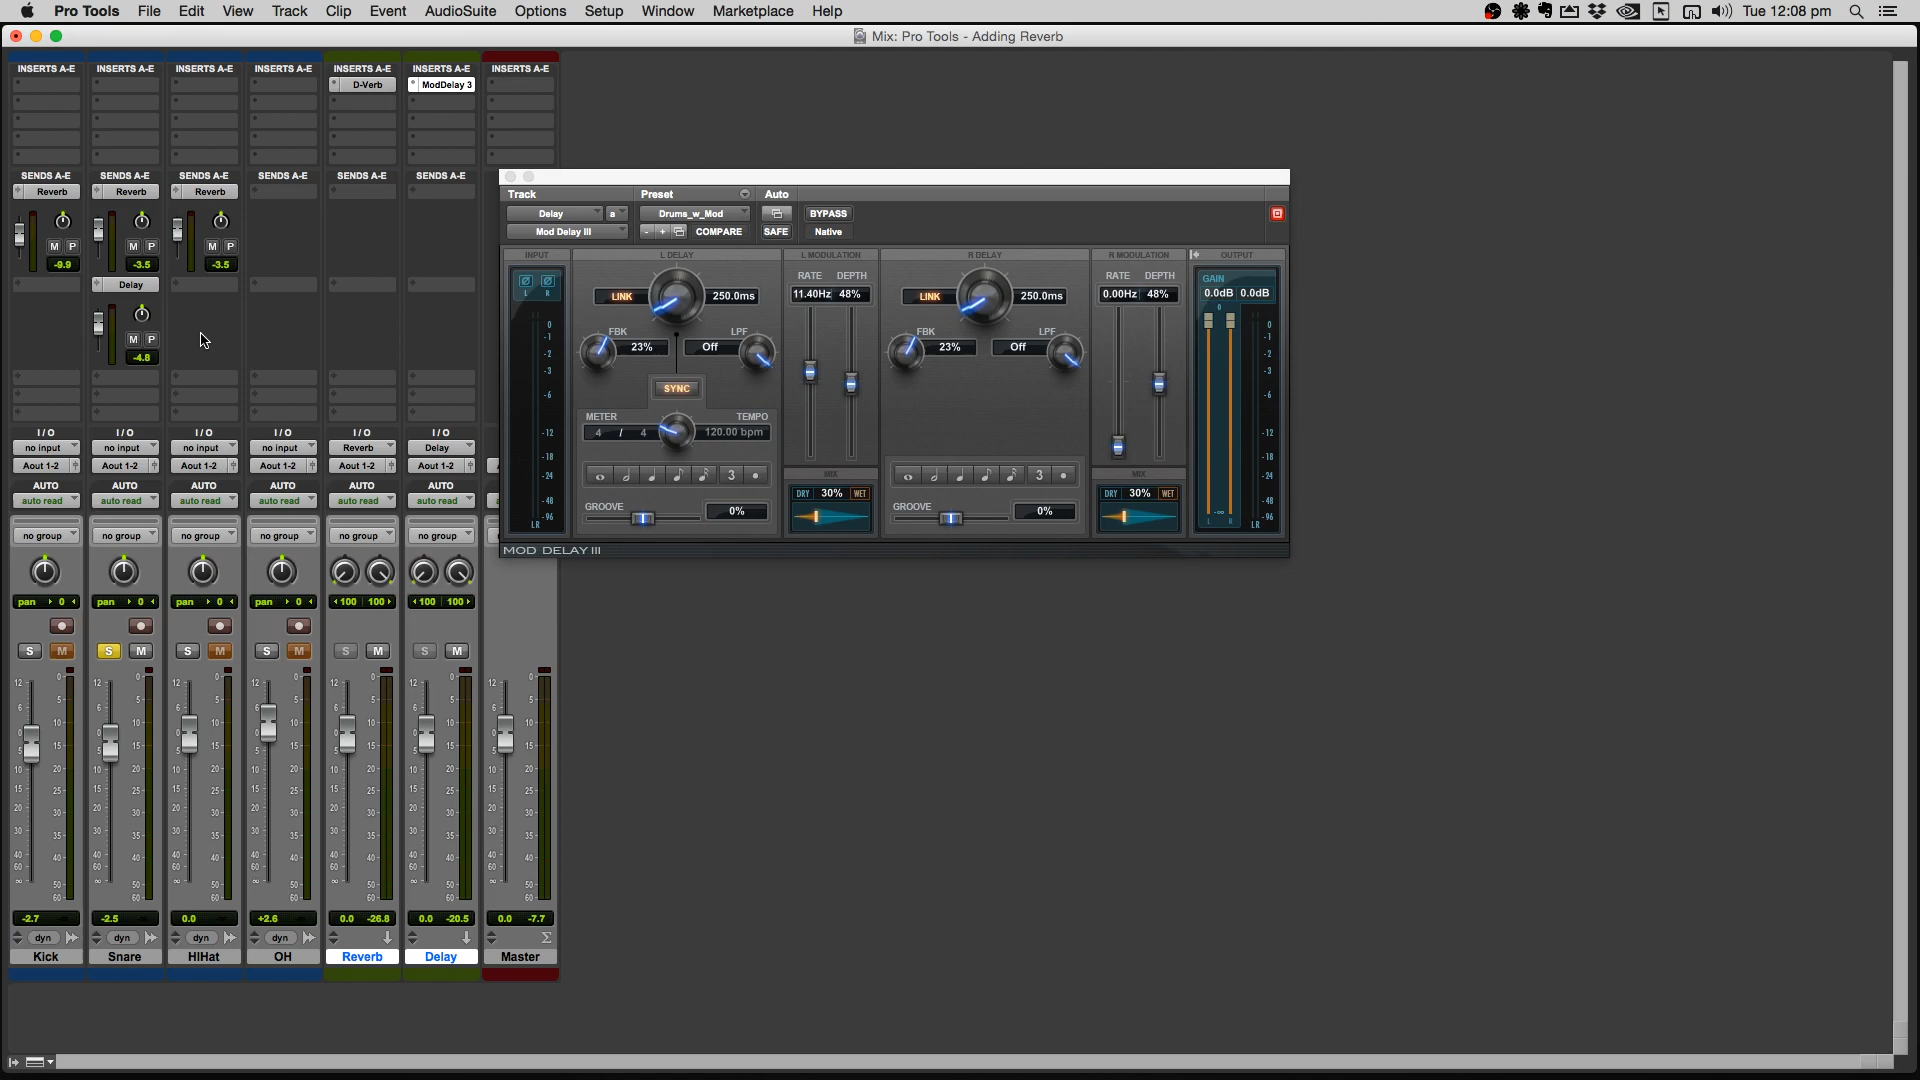 Pro Tools File Edit View Track Clip Event AudioSuite Options Setup Window Marketplace Help Tue 12:08 pm
Mix: Pro Tools - Adding Reverb
INSERTS A-E INSERTS A-E INSERTS A-E INSERTS A-E INSERTS A-E INSERTS A-E INSERTS A-E
D-Verb ModDelay 3
SENDS A-E SENDS A-E SENDS A-E SENDS A-E SENDS A-E SENDS A-E
Reverb Reverb Reverb
M P M P M P
-9.9 -3.5 -3.5
Delay
M P
-4.8
I / O I / O I / O I / O I / O I / O
no input no input no input no input Reverb Delay
Aout 1-2 Aout 1-2 Aout 1-2 Aout 1-2 Aout 1-2 Aout 1-2 A
AUTO AUTO AUTO AUTO AUTO AUTO
auto read auto read auto read auto read auto read auto read a
no group no group no group no group no group no group n
pan 0 pan 0 pan 0 pan 0 100 100 100 100
S M S M S M S M S M S M
-2.7 -2.5 0.0 +2.6 0.0 -26.8 0.0 -20.5 0.0 -7.7
dyn dyn dyn dyn
Kick Snare HIHat OH Reverb Delay Master
Track Preset Auto
Delay a Drums_w_Mod BYPASS
Mod Delay III - + COMPARE SAFE Native
INPUT L DELAY L MODULATION R DELAY R MODULATION OUTPUT
RATE DEPTH RATE DEPTH GAIN
LINK 250.0ms 11.40Hz 48% LINK 250.0ms 0.00Hz 48% 0.0dB 0.0dB
FBK LPF FBK LPF
23% Off 23% Off
SYNC
METER TEMPO
4 / 4 120.00 bpm
3 3
MIX MIX
DRY 30% WET DRY 30% WET
GROOVE 0% GROOVE 0%
LR L R LR
MOD DELAY III